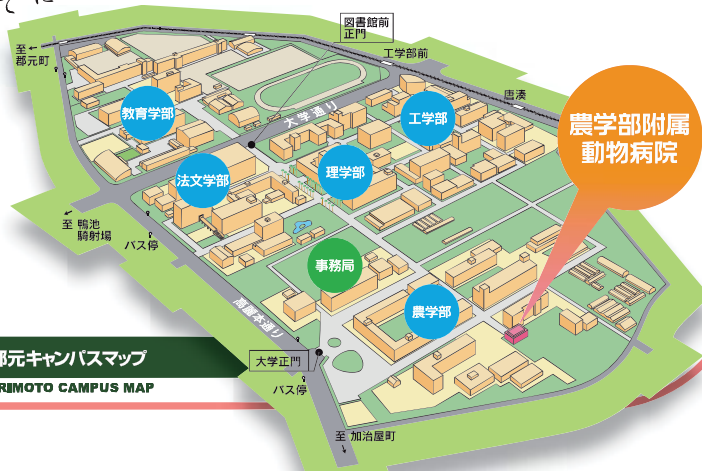 図書館前
正門
工学部前
至
郡元町
唐湊
教育学部
大学通り
工学部
農学部附属
動物病院
法文学部
理学部
至 鴨池
騎射場
バス停
事務局
農学部
大学正門
元キャンパスマップ
RIMOTO CAMPUS MAP
バス停
至 加治屋町